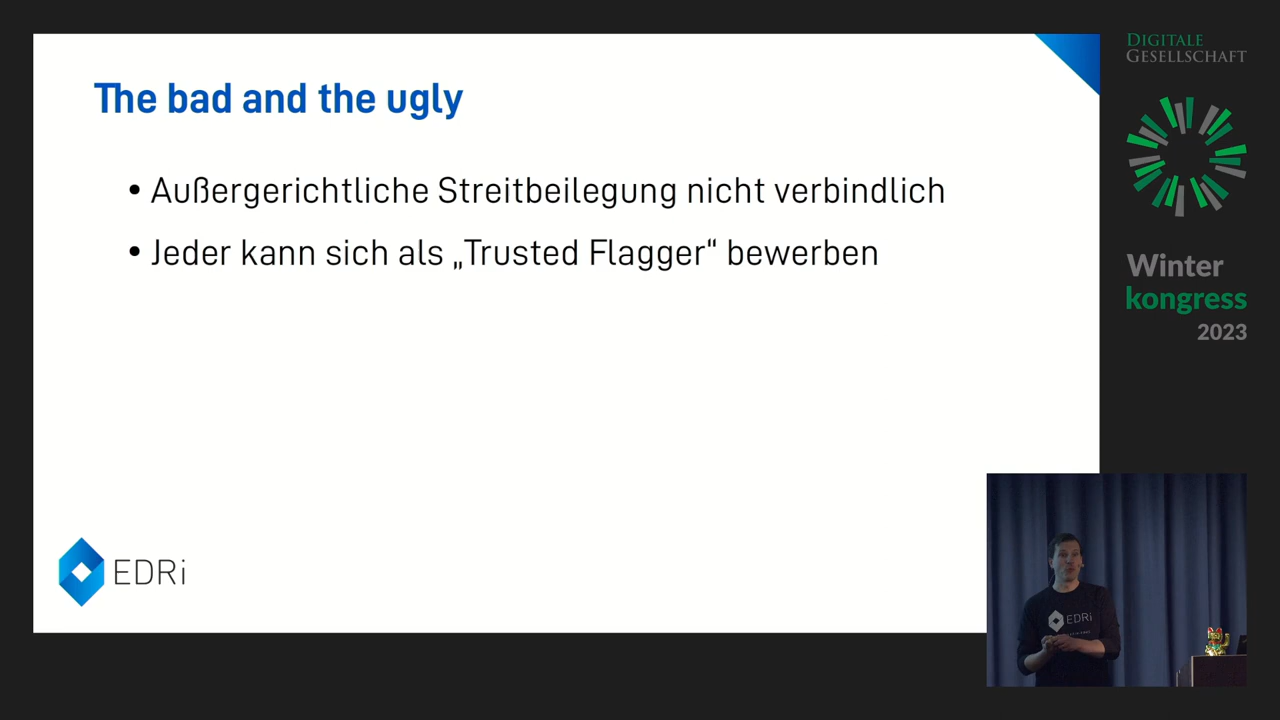 The bad and the ugly
• Außergerichtliche Streitbeilegung nicht verbindlich
• Jeder kann sich als „Trusted Flagger“ bewerben
EDRi
DIGITALE
GESELLSCHAFT
Winter
kongress
2023
EDRi